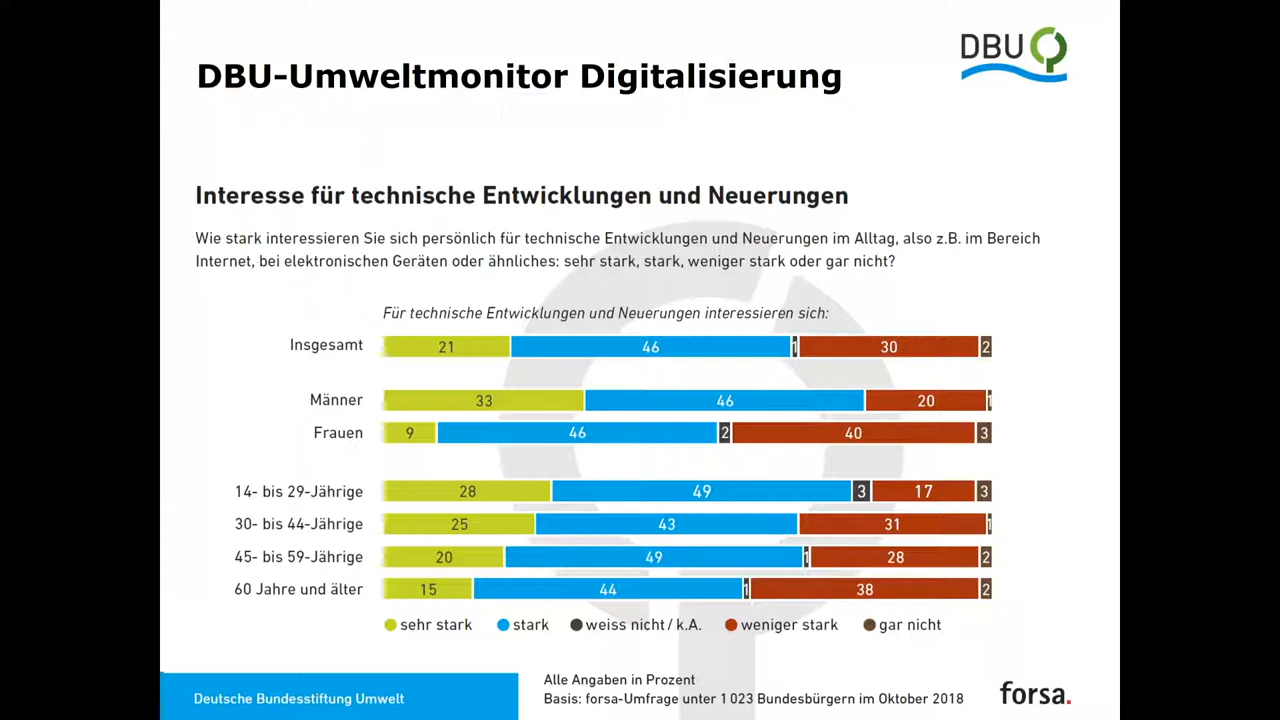 DBU
DBU-Umweltmonitor Digitalisierung
Interesse für technische Entwicklungen und Neuerungen
Wie stark interessieren Sie sich persönlich für technische Entwicklungen und Neuerungen im Alltag, also z.B. im Bereich
Internet, bei elektronischen Geräten oder ähnliches: sehr stark, stark, weniger stark oder gar nicht?
Für technische Entwicklungen und Neuerungen interessieren sich:
Insgesamt 21 46 1 30 2
Männer 33 46 20 1
Frauen 9 46 2 40 3
14- bis 29-Jährige 28 49 3 17 3
30- bis 44-Jährige 25 43 31 1
45- bis 59-Jährige 20 49 1 28 2
60 Jahre und älter 15 44 1 38 2
sehr stark stark weiss nicht / k.A. weniger stark gar nicht
Alle Angaben in Prozent
Deutsche Bundesstiftung Umwelt
Basis: forsa-Umfrage unter 1 023 Bundesbürgern im Oktober 2018
forsa.